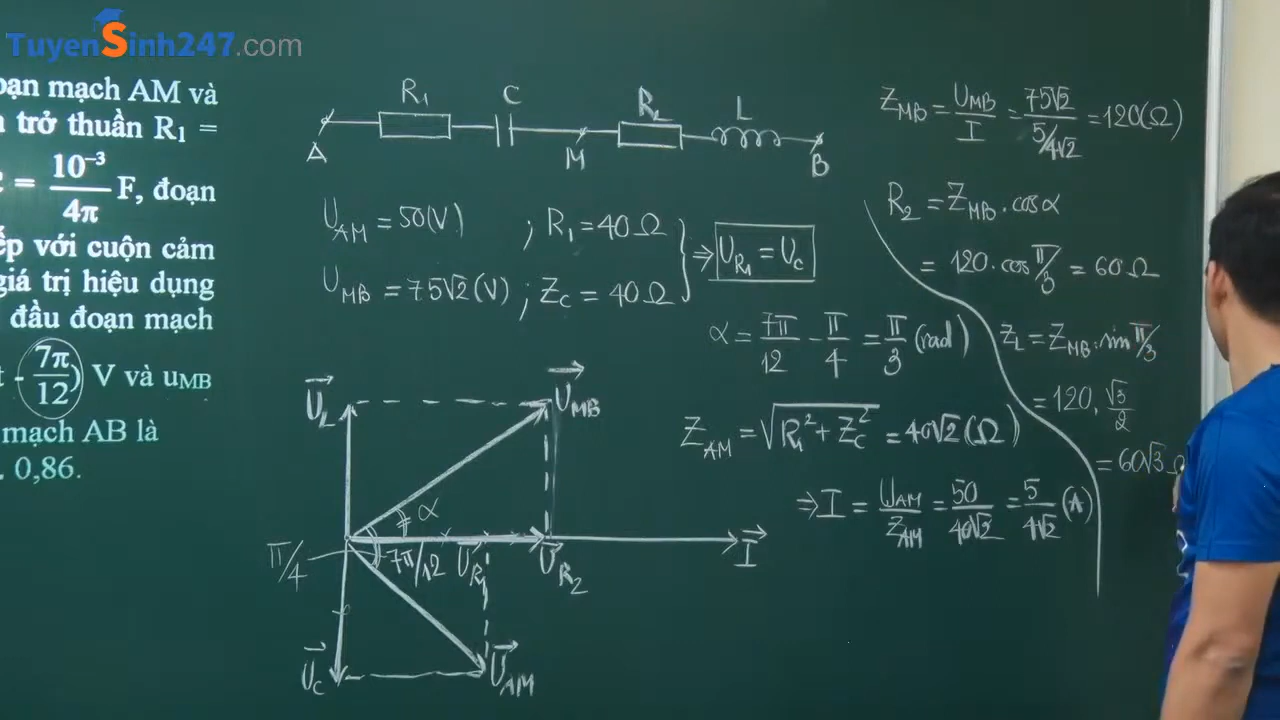 TuyenSinh247.com
oạn mạch AM và
n trở thuần R₁ =
= 10⁻³/4π F, đoạn
ếp với cuộn cảm
giá trị hiệu dụng
đầu đoạn mạch
t - 7π/12) V và uMB
mạch AB là
. 0,86.
R₁ C R₂ L
A M B
U_AM = 50(V) ; R₁ = 40Ω
U_MB = 75√2(V) ; Z_C = 40Ω } ⇒ U_R₁ = U_C
α = 7π/12 - π/4 = π/3 (rad)
Z_AM = √(R₁² + Z_C²) = 40√2 (Ω)
⇒ I = U_AM/Z_AM = 50/40√2 = 5/4√2 (A)
Z_MB = U_MB/I = 75√2/(5/4√2) = 120(Ω)
R₂ = Z_MB . cosα
= 120 . cos π/3 = 60Ω
Z_L = Z_MB . sin π/3
= 120. √3/2
= 60√3 Ω
U_L U_MB
α
π/4 7π/12 U_R₁ U_R₂ I
U_C U_AM